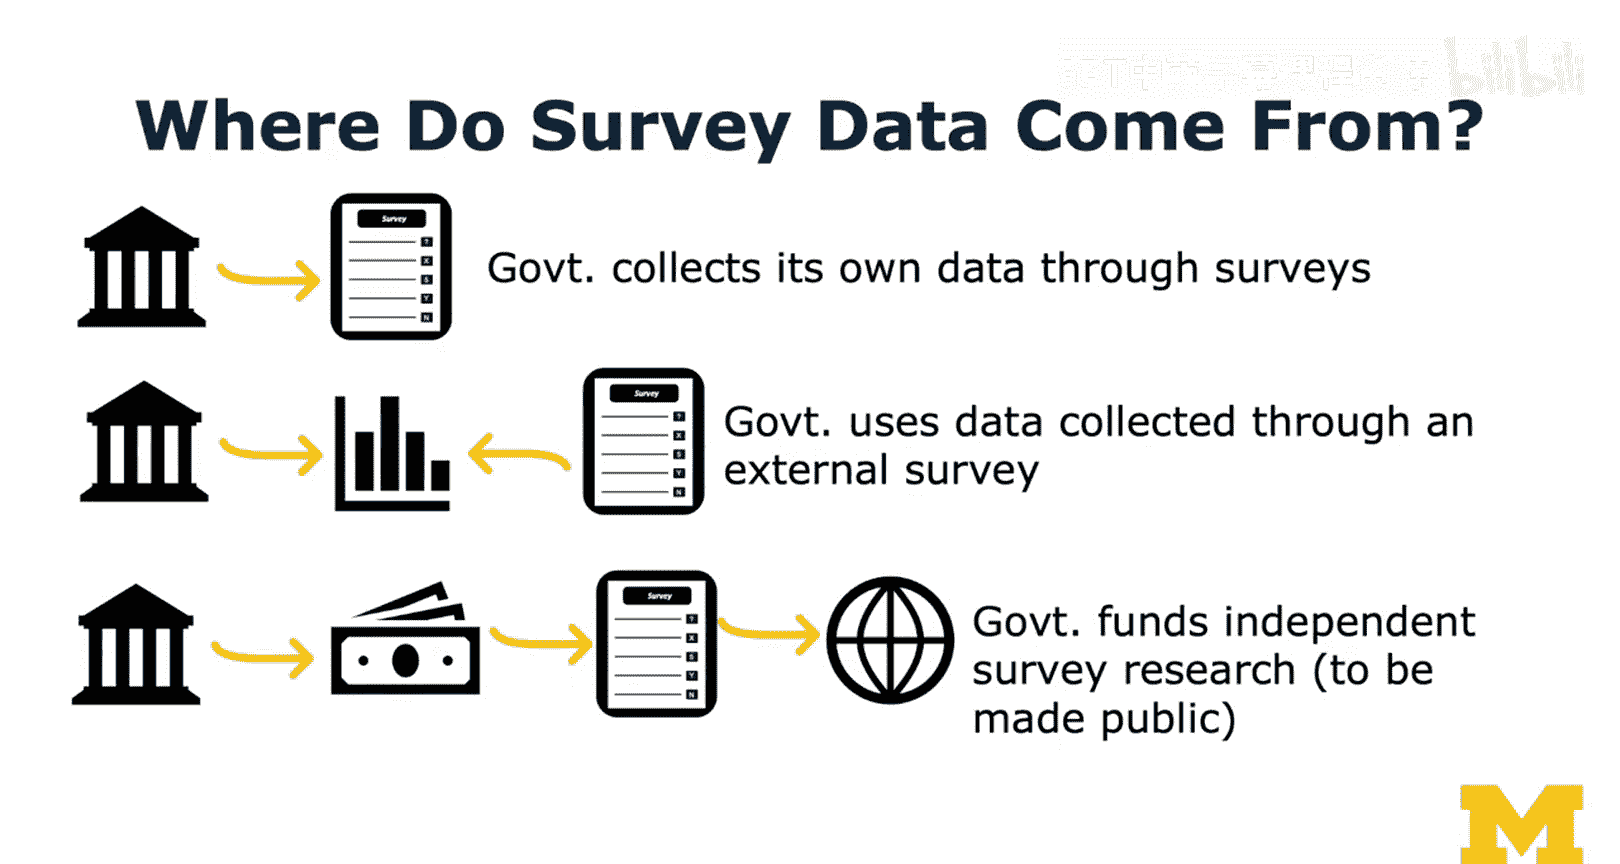 bilibili
Where Do Survey Data Come From?
Survey
?
X
S
Y
N
Govt. collects its own data through surveys
Survey
?
X
S
Y
N
Govt. uses data collected through an
external survey
Survey
?
X
S
Y
N
Govt. funds independent
survey research (to be
made public)
M